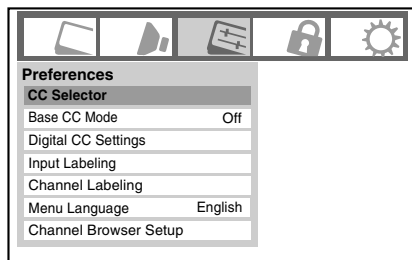 Preferences
CC Selector
Base CC Mode Off
Digital CC Settings
Input Labeling
Channel Labeling
Menu Language English
Channel Browser Setup